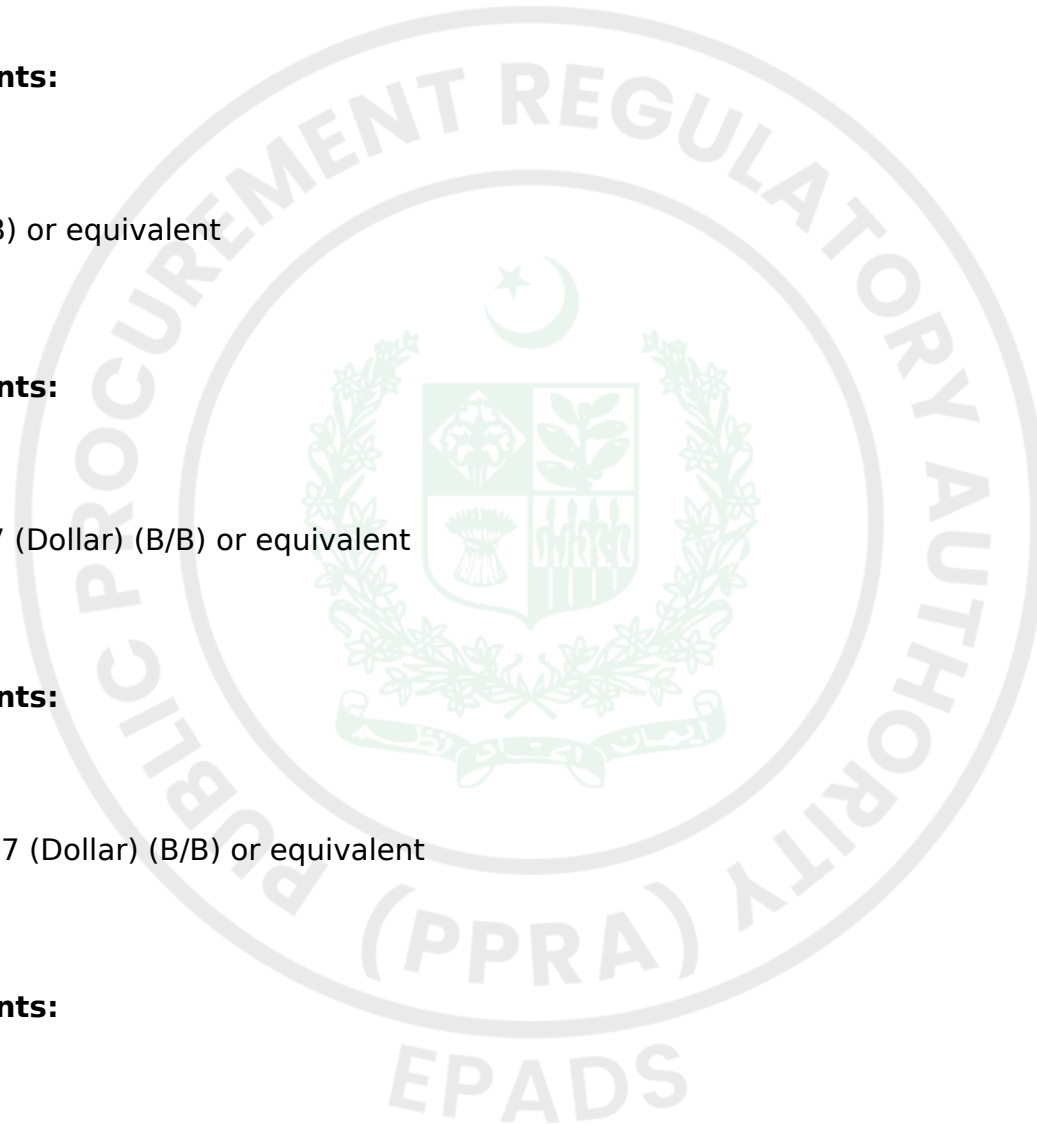 nts:
B) or equivalent
nts:
7 (Dollar) (B/B) or equivalent
nts:
7 (Dollar) (B/B) or equivalent
nts:
PUBLIC PROCUREMENT REGULATORY AUTHORITY
(PPRA)
EPADS